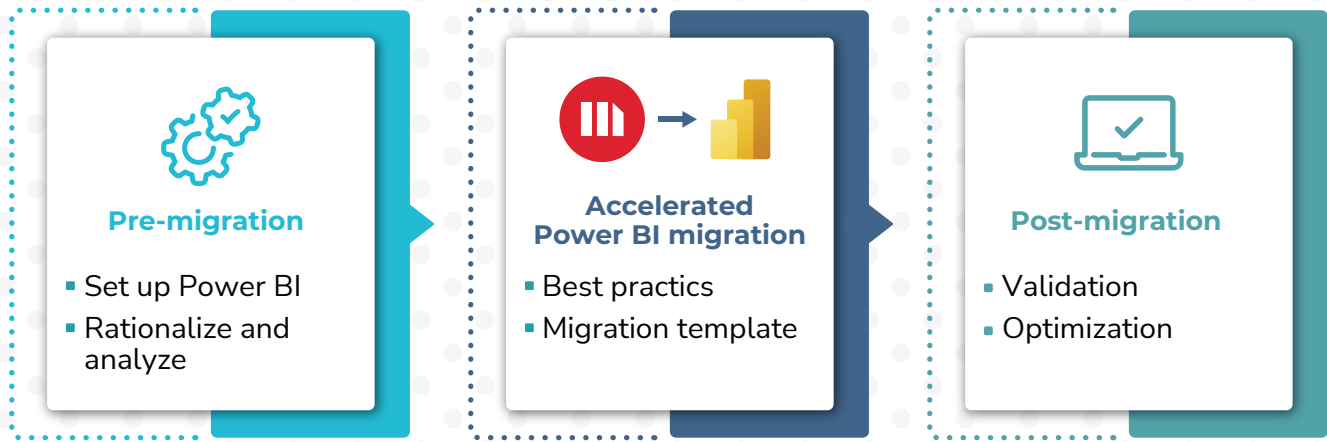 Pre-migration
Set up Power BI
Rationalize and
analyze
Accelerated
Power BI migration
Best practics
Migration template
Post-migration
Validation
Optimization